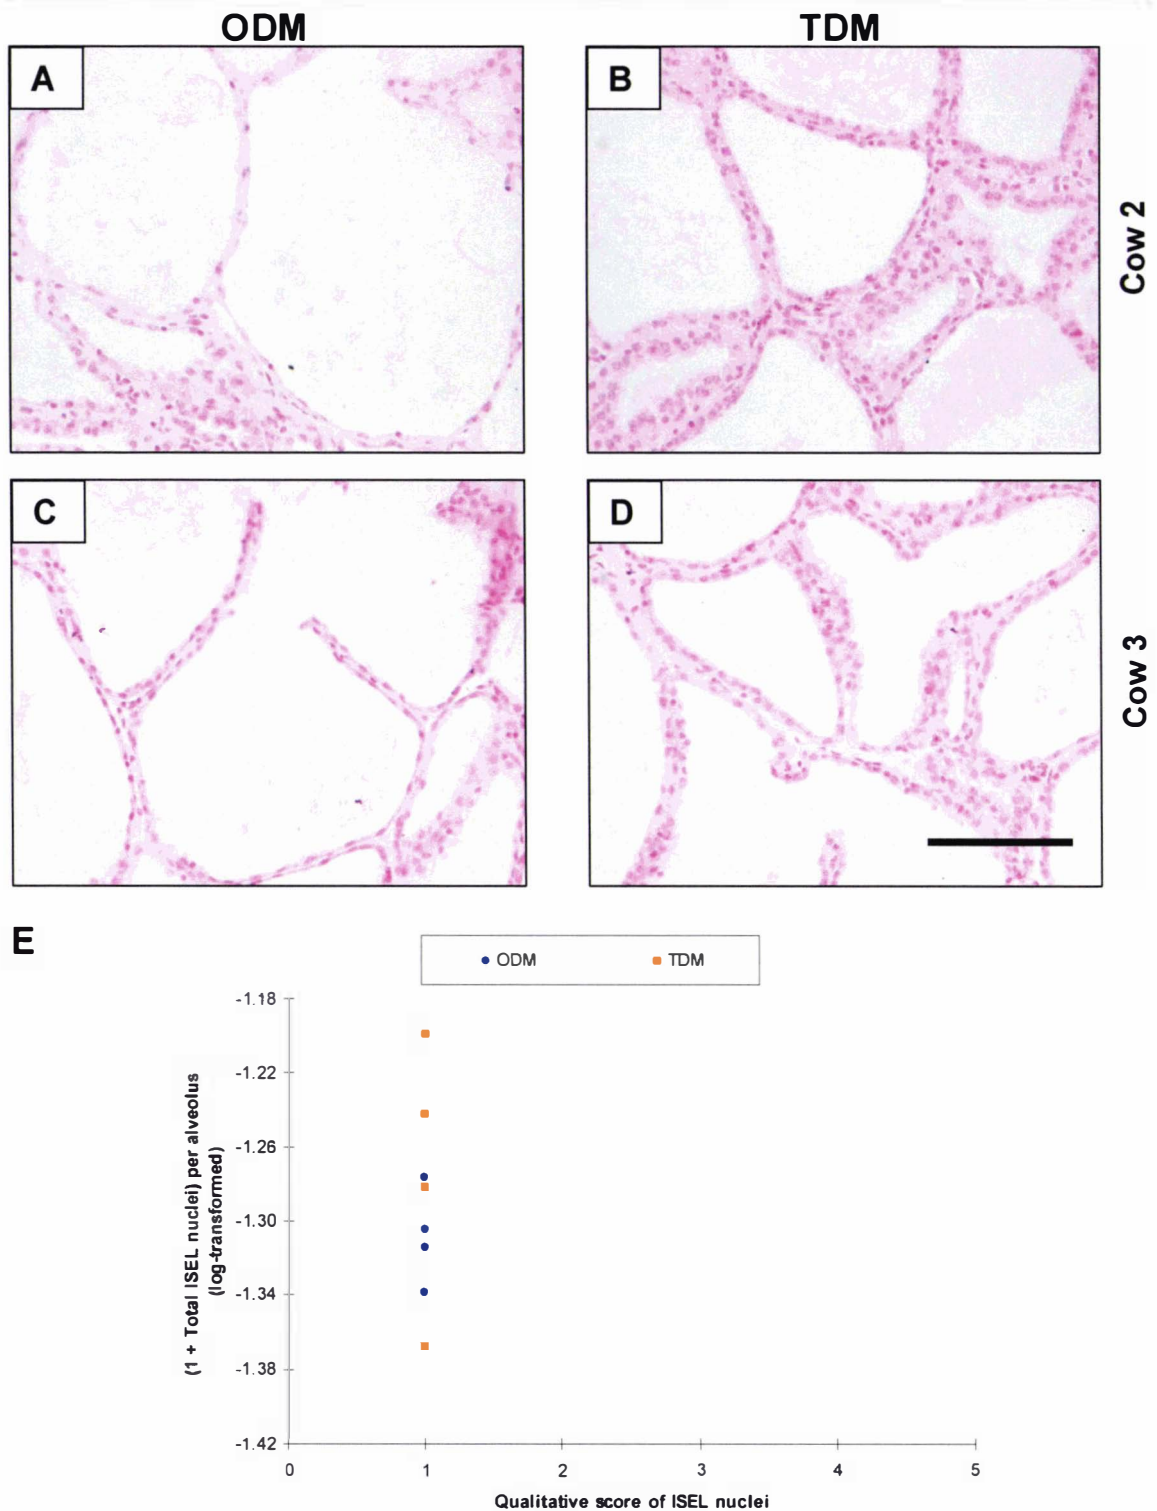 ODM TDM
A
B
Cow 2
C
D
Cow 3
E
ODM TDM
-1.18
-1.22
-1.26
-1.30
-1.34
-1.38
-1.42
(1 + Total ISEL nuclei) per alveolus
(log-transformed)
0 1 2 3 4 5
Qualitative score of ISEL nuclei